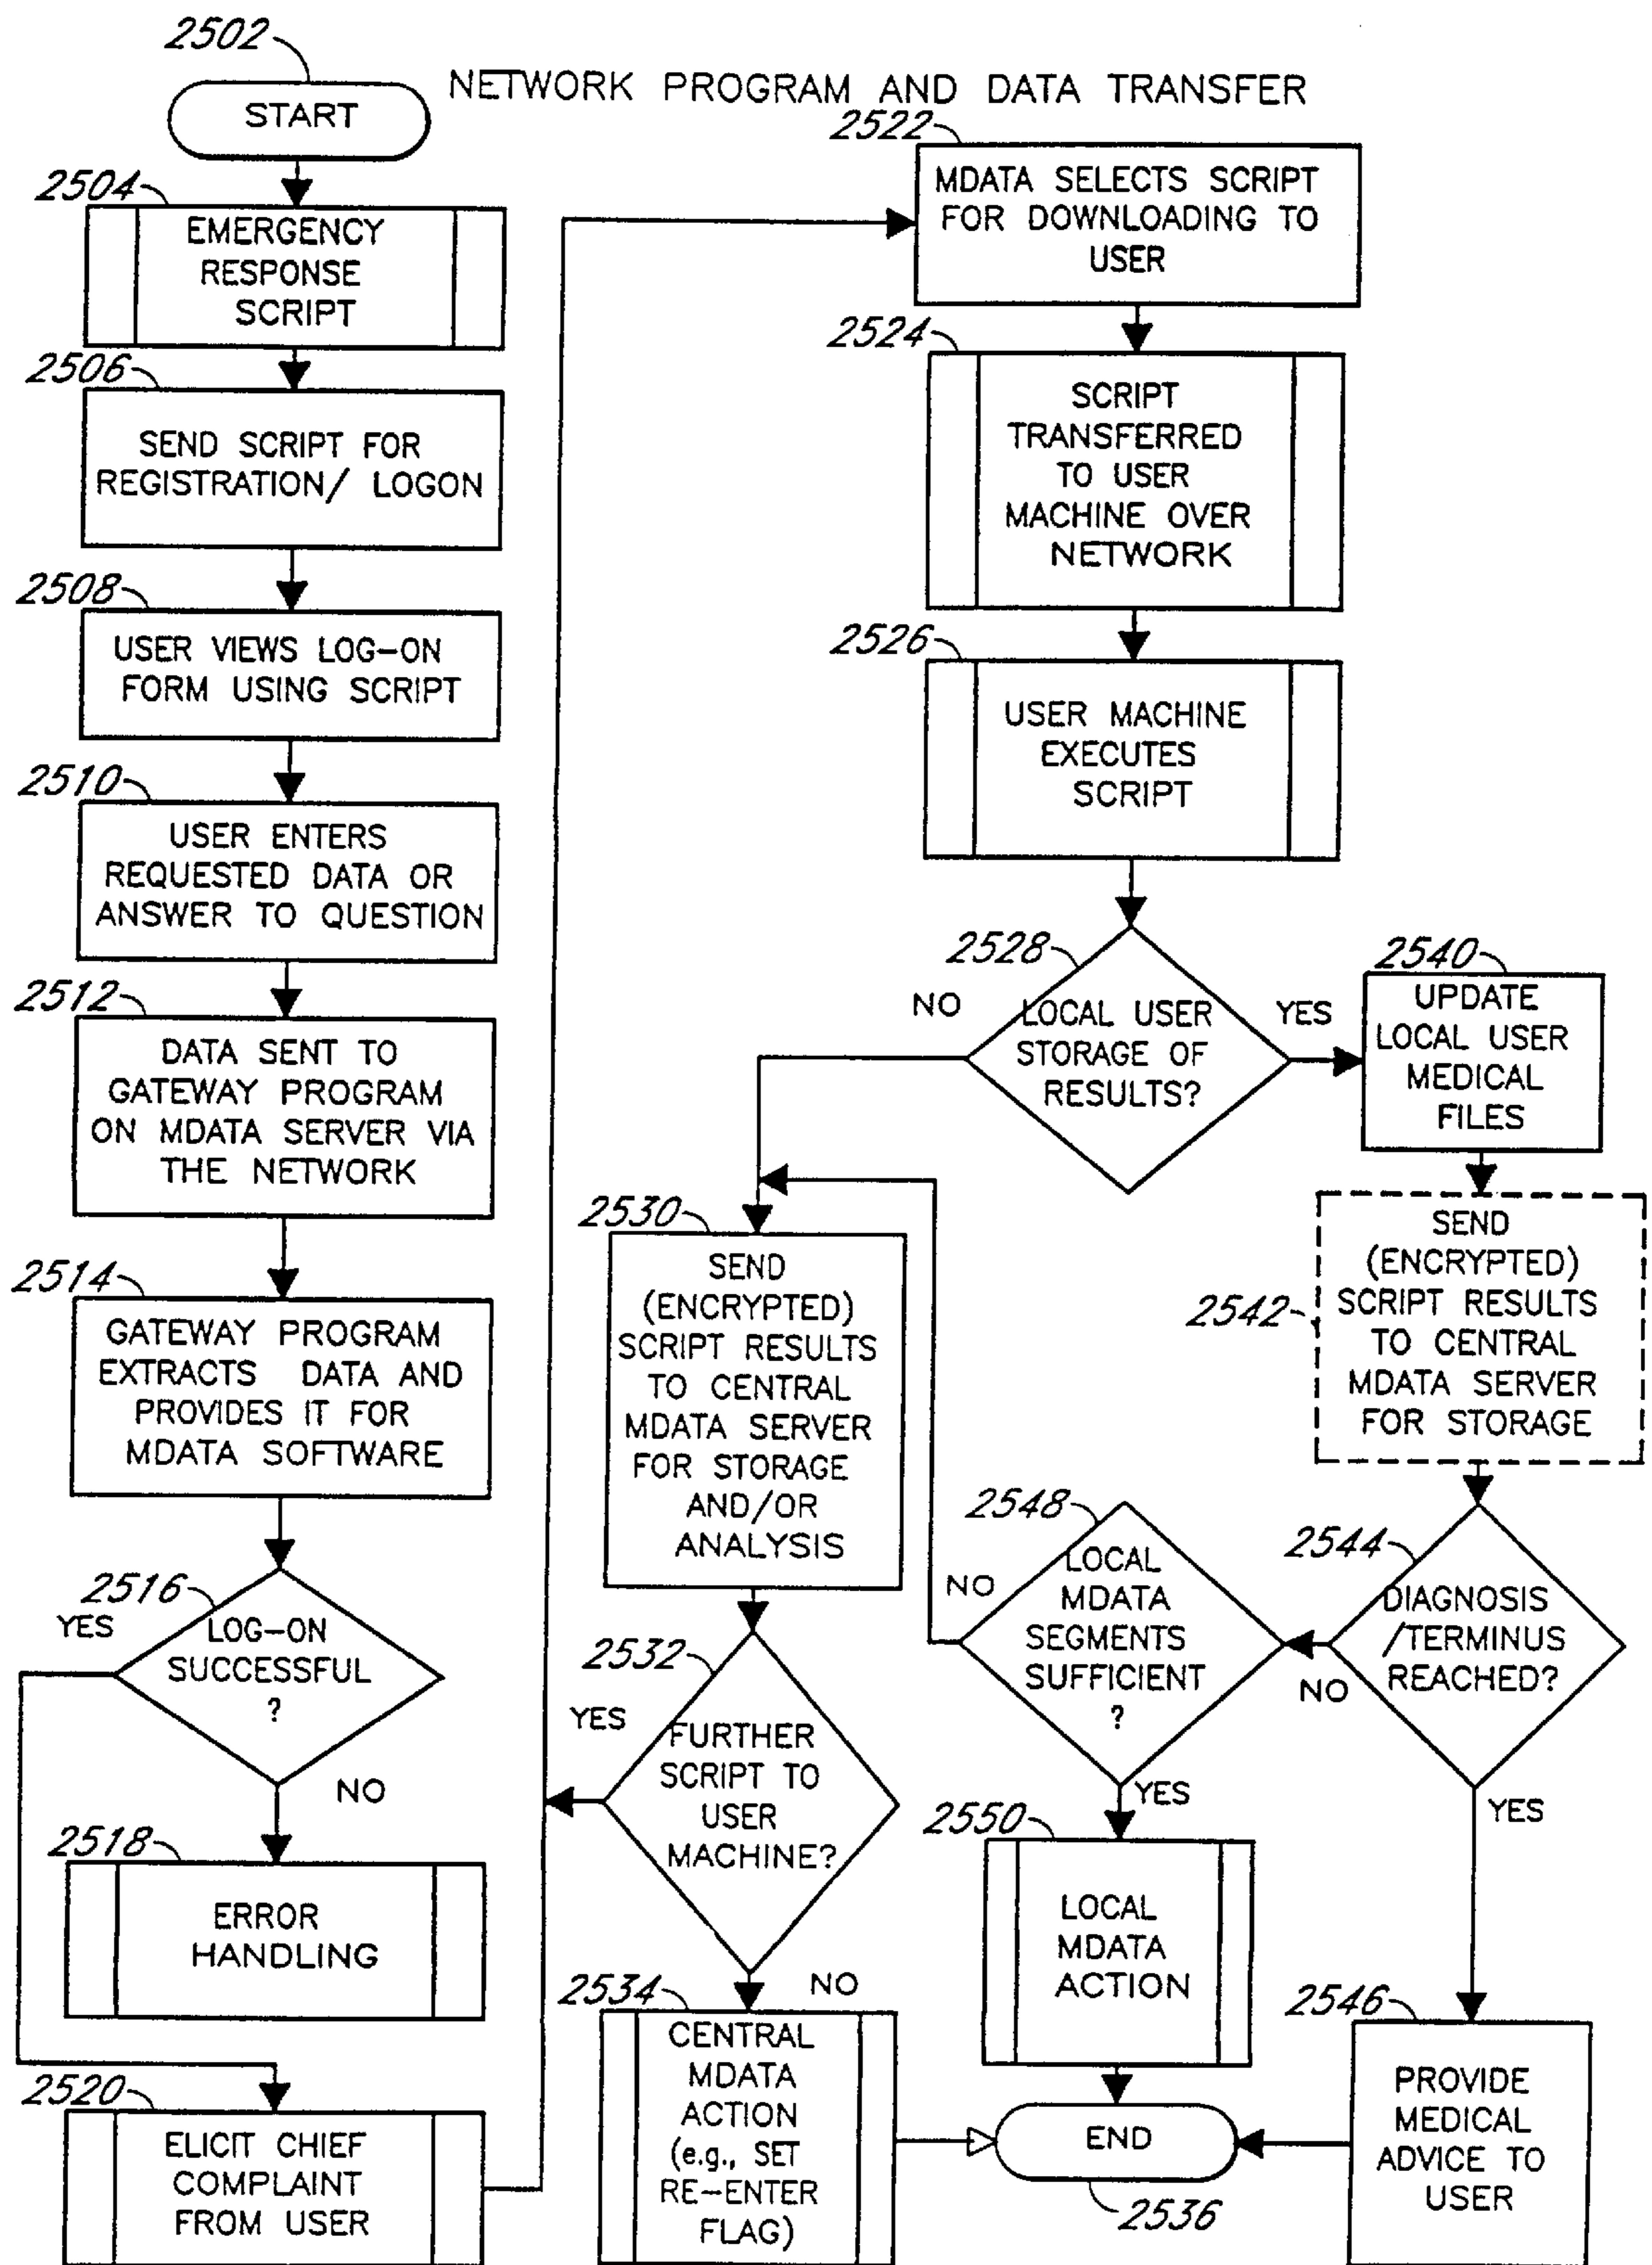 2502
START
NETWORK PROGRAM AND DATA TRANSFER
2504
EMERGENCY
RESPONSE
SCRIPT
2506
SEND SCRIPT FOR
REGISTRATION/ LOGON
2508
USER VIEWS LOG-ON
FORM USING SCRIPT
2510
USER ENTERS
REQUESTED DATA OR
ANSWER TO QUESTION
2512
DATA SENT TO
GATEWAY PROGRAM
ON MDATA SERVER VIA
THE NETWORK
2514
GATEWAY PROGRAM
EXTRACTS DATA AND
PROVIDES IT FOR
MDATA SOFTWARE
2516
YES
LOG-ON
SUCCESSFUL
?
NO
2518
ERROR
HANDLING
2520
ELICIT CHIEF
COMPLAINT
FROM USER
2522
MDATA SELECTS SCRIPT
FOR DOWNLOADING TO
USER
2524
SCRIPT
TRANSFERRED
TO USER
MACHINE OVER
NETWORK
2526
USER MACHINE
EXECUTES
SCRIPT
2528
NO
LOCAL USER
STORAGE OF
RESULTS?
YES
2530
SEND
(ENCRYPTED)
SCRIPT RESULTS
TO CENTRAL
MDATA SERVER
FOR STORAGE
AND/OR
ANALYSIS
2532
YES
FURTHER
SCRIPT TO
USER
MACHINE?
NO
2534
CENTRAL
MDATA
ACTION
(e.g., SET
RE-ENTER
FLAG)
2540
UPDATE
LOCAL USER
MEDICAL
FILES
2542
SEND
(ENCRYPTED)
SCRIPT RESULTS
TO CENTRAL
MDATA SERVER
FOR STORAGE
2544
DIAGNOSIS
/TERMINUS
REACHED?
NO
YES
2548
NO
LOCAL
MDATA
SEGMENTS
SUFFICIENT
?
YES
2550
LOCAL
MDATA
ACTION
2546
PROVIDE
MEDICAL
ADVICE TO
USER
END
2536